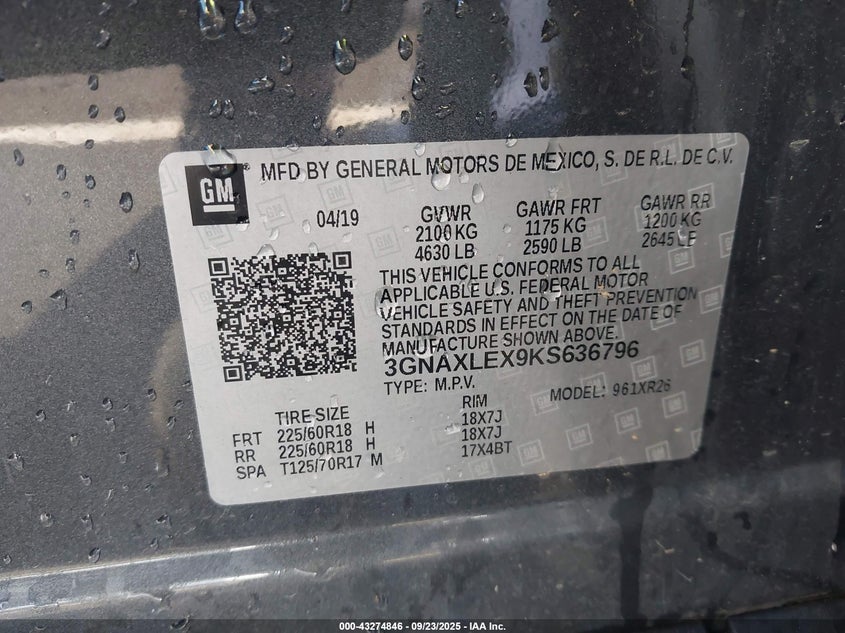 GM
MFD BY GENERAL MOTORS DE MEXICO, S. DE R.L. DE C.V.
04/19 GVWR GAWR FRT GAWR RR
2100 KG 1175 KG 1200 KG
4630 LB 2590 LB 2645 LB
THIS VEHICLE CONFORMS TO ALL
APPLICABLE U.S. FEDERAL MOTOR
VEHICLE SAFETY AND THEFT PREVENTION
STANDARDS IN EFFECT ON THE DATE OF
MANUFACTURE SHOWN ABOVE.
3GNAXLEX9KS636796
TYPE: M.P.V. MODEL: 961XR26
TIRE SIZE RIM
FRT 225/60R18 H 18X7J
RR 225/60R18 H 18X7J
SPA T125/70R17 M 17X4BT
000-43274846 - 09/23/2025 - IAA Inc.